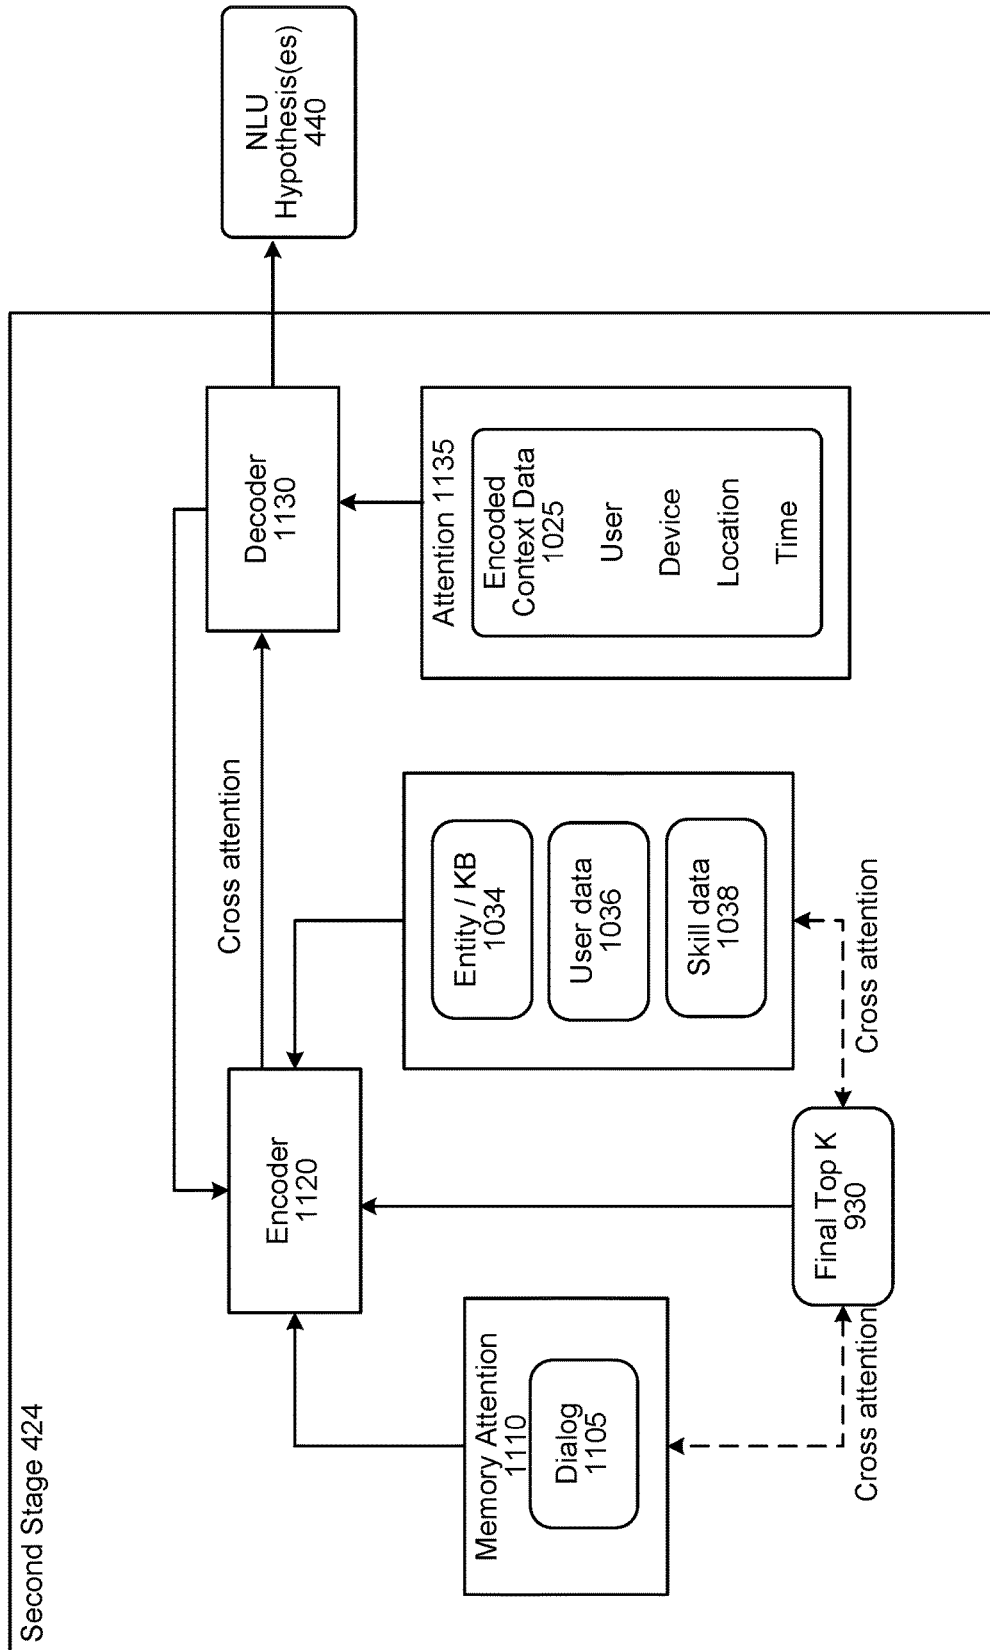 Second Stage 424
Memory Attention
1110
Dialog
1105
Encoder
1120
Cross attention
Decoder
1130
NLU
Hypothesis(es)
440
Entity / KB
1034
User data
1036
Skill data
1038
Attention 1135
Encoded
Context Data
1025
User
Device
Location
Time
Final Top K
930
Cross attention
Cross attention